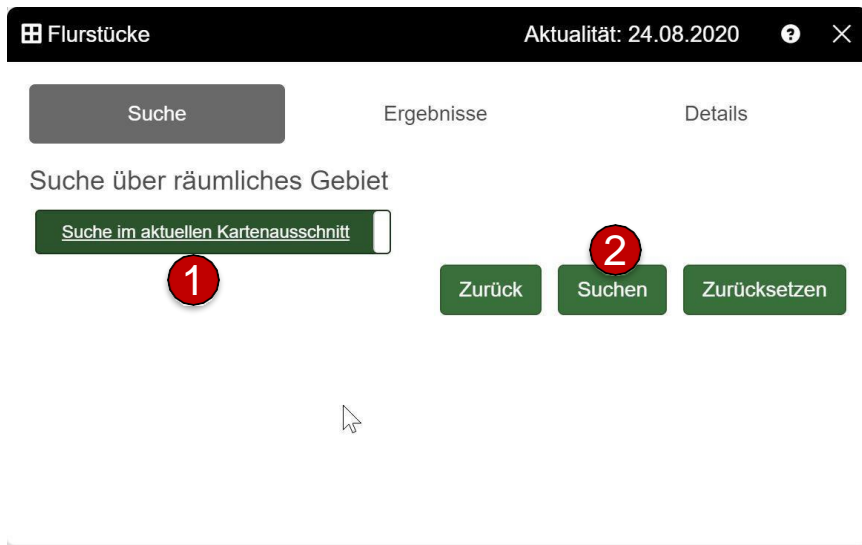 Flurstücke Aktualität: 24.08.2020 ?
Suche Ergebnisse Details
Suche über räumliches Gebiet
Suche im aktuellen Kartenausschnitt
1
2
Zurück Suchen Zurücksetzen